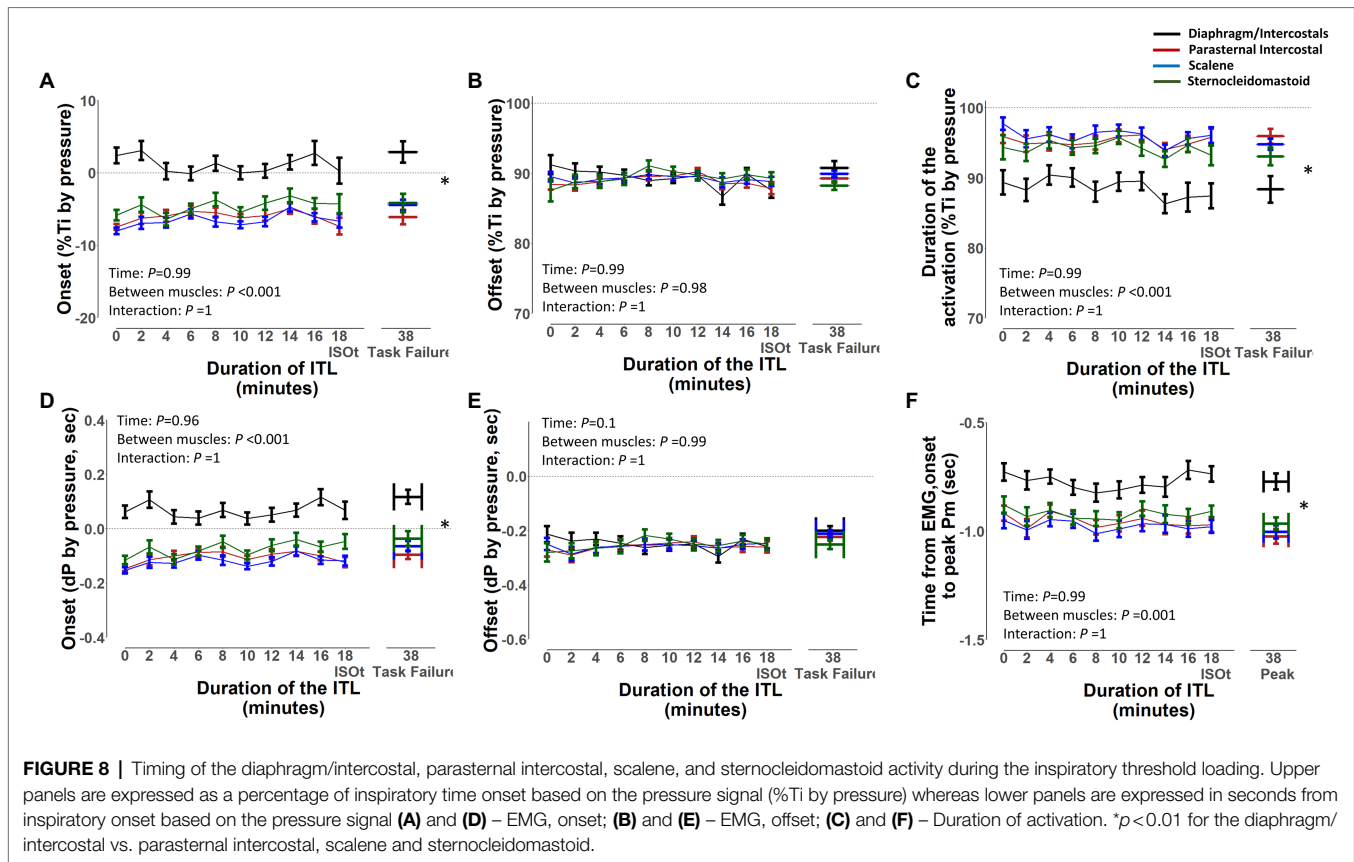 Diaphragm/Intercostals
Parasternal Intercostal
Scalene
Sternocleidomastoid
A
Onset (%Ti by pressure)
10
0
-10
-20
*
Time: P=0.99
Between muscles: P <0.001
Interaction: P =1
0 2 4 6 8 10 12 14 16 18 38
ISOt Task Failure
Duration of ITL
(minutes)
B
Offset (%Ti by pressure)
100
90
80
70
Time: P=0.99
Between muscles: P =0.98
Interaction: P =1
0 2 4 6 8 10 12 14 16 18 38
ISOt Task Failure
Duration of the ITL
(minutes)
C
Duration of the
activation (%Ti by pressure
100
90
80
70
*
Time: P=0.99
Between muscles: P <0.001
Interaction: P =1
0 2 4 6 8 10 12 14 16 18 38
ISOt Task Failure
Duration of the ITL
(minutes)
D
Onset (dP by pressure, sec)
0.4
0.2
0.0
-0.2
-0.4
Time: P=0.96
Between muscles: P <0.001
Interaction: P =1
*
0 2 4 6 8 10 12 14 16 18 38
ISOt Task Failure
Duration of the ITL
(minutes)
E
Offset (dP by pressure, sec)
0.0
-0.2
-0.4
-0.6
Time: P=0.1
Between muscles: P =0.99
Interaction: P =1
0 2 4 6 8 10 12 14 16 18 38
ISOt Task Failure
Duration of the ITL
(minutes)
F
Time from EMG,onset
to peak Pm (sec)
-0.5
-1.0
-1.5
*
Time: P=0.99
Between muscles: P =0.001
Interaction: P =1
0 2 4 6 8 10 12 14 16 18 38
ISOt Peak
Duration of ITL
(minutes)
FIGURE 8 | Timing of the diaphragm/intercostal, parasternal intercostal, scalene, and sternocleidomastoid activity during the inspiratory threshold loading. Upper
panels are expressed as a percentage of inspiratory time onset based on the pressure signal (%Ti by pressure) whereas lower panels are expressed in seconds from
inspiratory onset based on the pressure signal (A) and (D) – EMG, onset; (B) and (E) – EMG, offset; (C) and (F) – Duration of activation. *p < 0.01 for the diaphragm/
intercostal vs. parasternal intercostal, scalene and sternocleidomastoid.